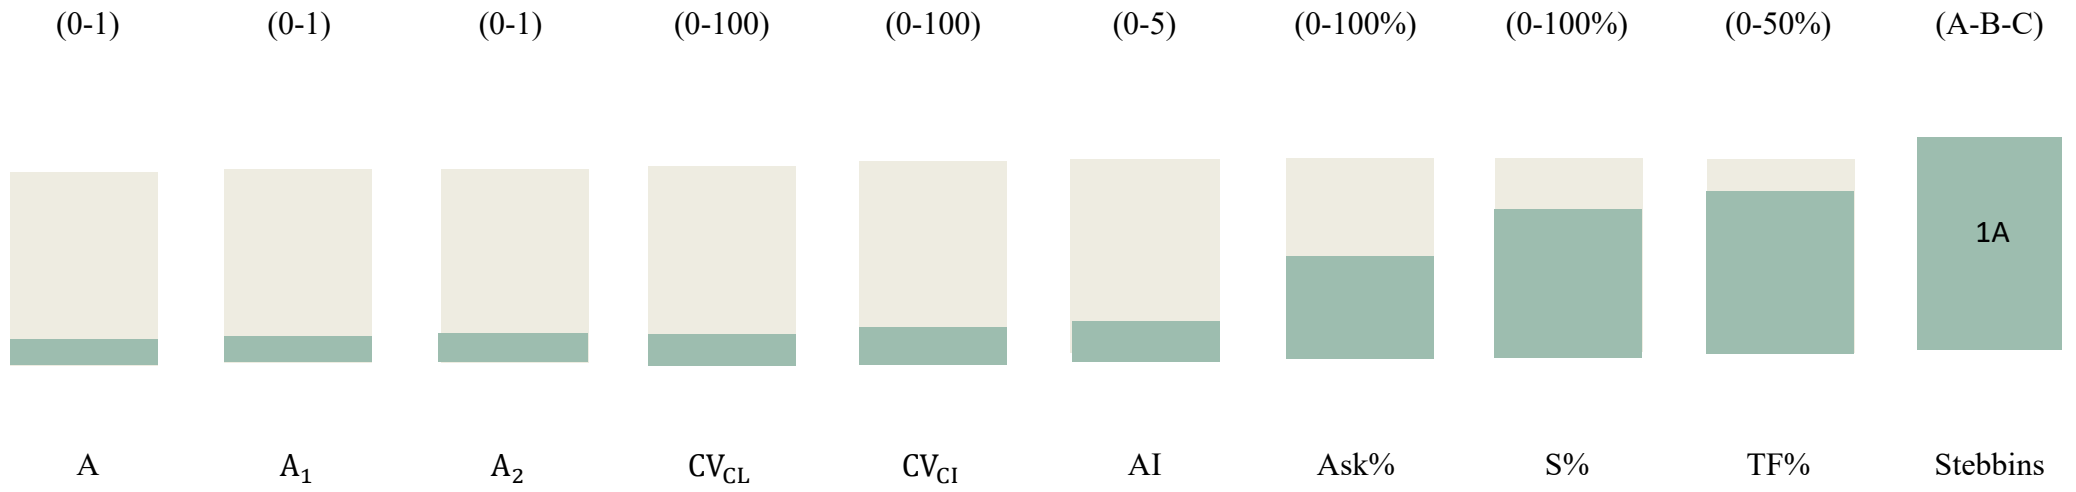 (0-1) (0-1) (0-1) (0-100) (0-100) (0-5) (0-100%) (0-100%) (0-50%) (A-B-C)
1A
A A₁ A₂ CV_CL CV_CI AI Ask% S% TF% Stebbins